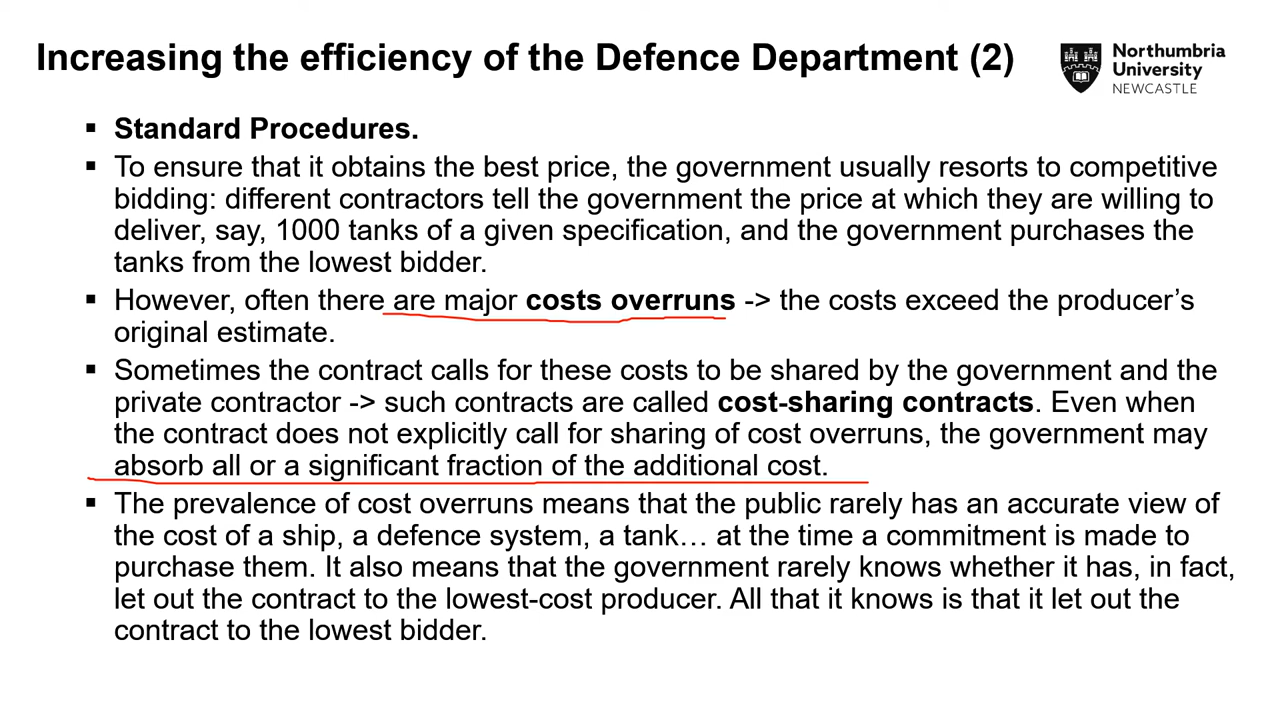 Increasing the efficiency of the Defence Department (2)
Northumbria
University
NEWCASTLE
▪ Standard Procedures.
▪ To ensure that it obtains the best price, the government usually resorts to competitive
bidding: different contractors tell the government the price at which they are willing to
deliver, say, 1000 tanks of a given specification, and the government purchases the
tanks from the lowest bidder.
▪ However, often there are major costs overruns -> the costs exceed the producer’s
original estimate.
▪ Sometimes the contract calls for these costs to be shared by the government and the
private contractor -> such contracts are called cost-sharing contracts. Even when
the contract does not explicitly call for sharing of cost overruns, the government may
absorb all or a significant fraction of the additional cost.
▪ The prevalence of cost overruns means that the public rarely has an accurate view of
the cost of a ship, a defence system, a tank… at the time a commitment is made to
purchase them. It also means that the government rarely knows whether it has, in fact,
let out the contract to the lowest-cost producer. All that it knows is that it let out the
contract to the lowest bidder.